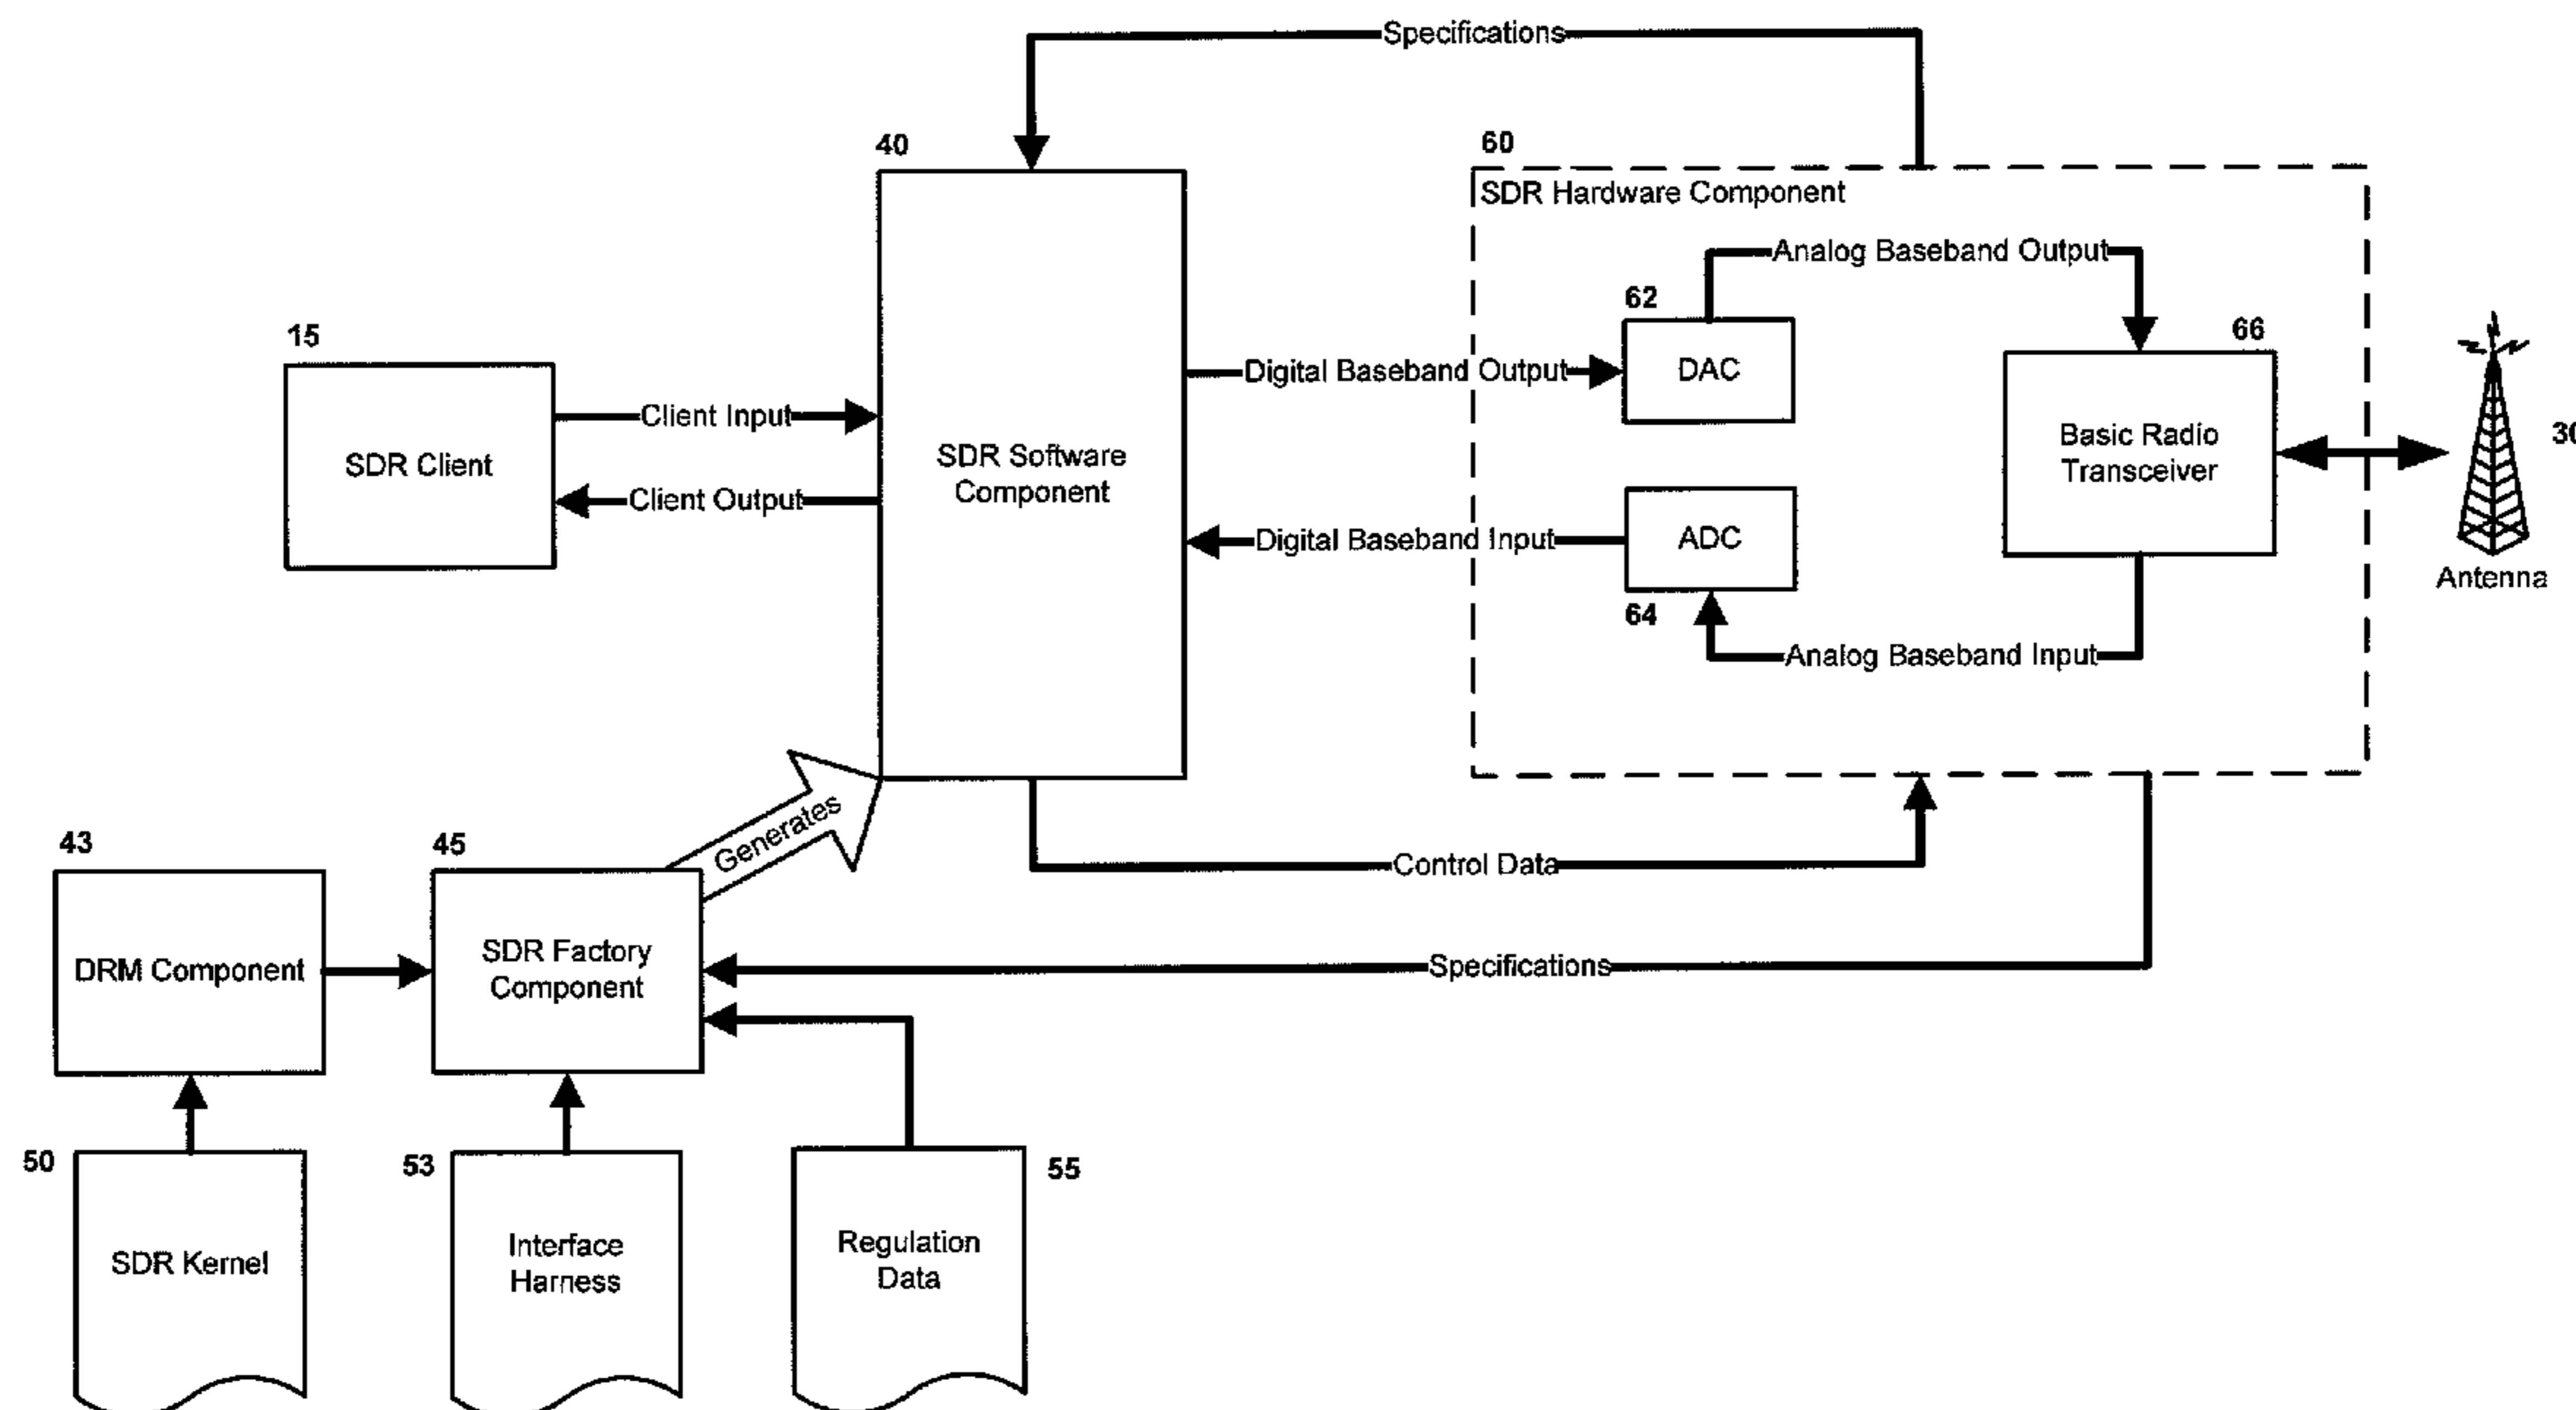 Specifications
40
60
SDR Hardware Component
Analog Baseband Output
62
15
66
DAC
Digital Baseband Output
Client Input
SDR Client
SDR Software
Component
Basic Radio
Transceiver
30
Client Output
Digital Baseband Input
ADC
Antenna
64
Analog Baseband Input
Generates
43
45
Control Data
DRM Component
SDR Factory
Component
Specifications
50
53
55
SDR Kernel
Interface
Harness
Regulation
Data